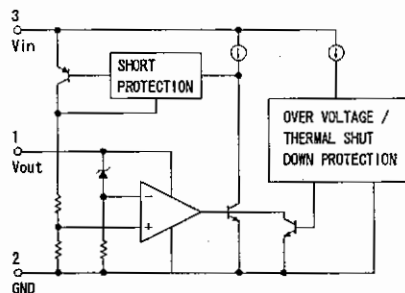 3
Vin
SHORT
PROTECTION
OVER VOLTAGE /
THERMAL SHUT
DOWN PROTECTION
1
Vout
-
+
2
GND